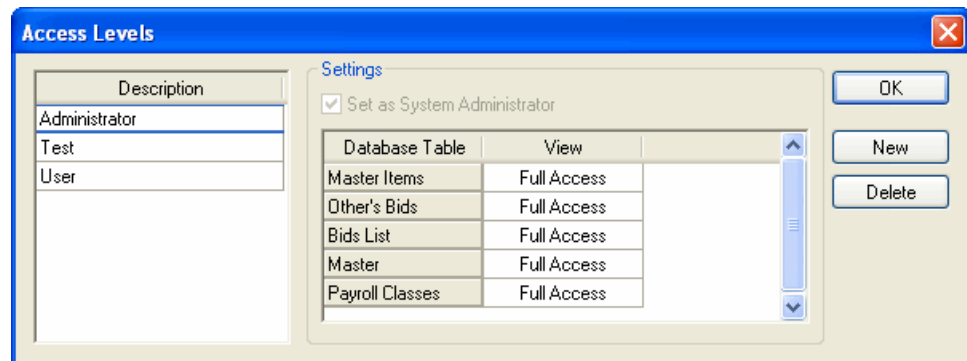 Access Levels
Description
Administrator
Test
User
Settings
Set as System Administrator
Database Table View
Master Items Full Access
Other's Bids Full Access
Bids List Full Access
Master Full Access
Payroll Classes Full Access
OK
New
Delete